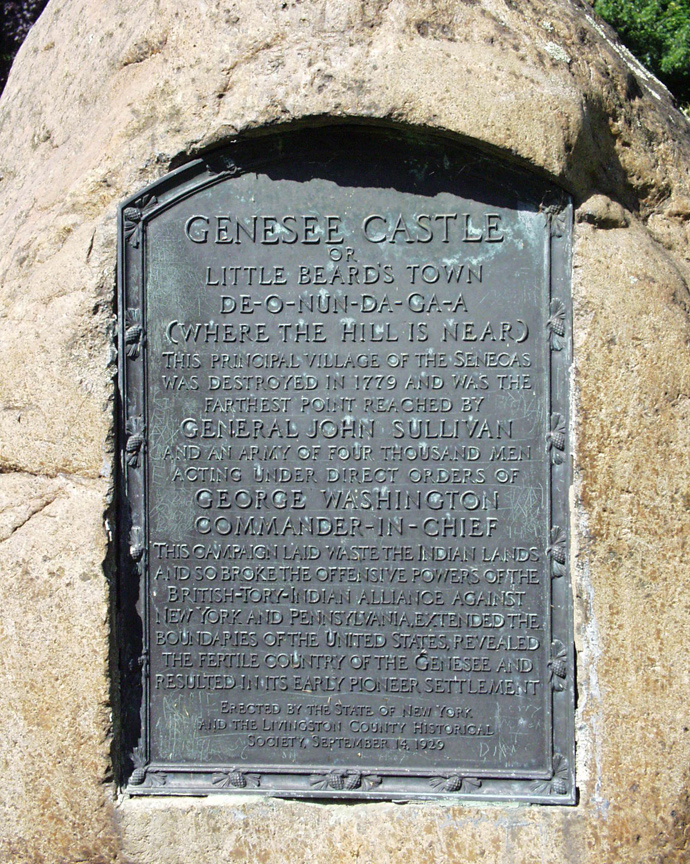 GENESEE CASTLE
OR
LITTLE BEARD'S TOWN
DE-O-NUN-DA-GA-A
(WHERE THE HILL IS NEAR)
THIS PRINCIPAL VILLAGE OF THE SENECAS
WAS DESTROYED IN 1779 AND WAS THE
FARTHEST POINT REACHED BY
GENERAL JOHN SULLIVAN
AND AN ARMY OF FOUR THOUSAND MEN
ACTING UNDER DIRECT ORDERS OF
GEORGE WASHINGTON
COMMANDER-IN-CHIEF
THIS CAMPAIGN LAID WASTE THE INDIAN LANDS
AND SO BROKE THE OFFENSIVE POWERS OF THE
BRITISH-TORY-INDIAN ALLIANCE AGAINST
NEW YORK AND PENNSYLVANIA, EXTENDED THE
BOUNDARIES OF THE UNITED STATES, REVEALED
THE FERTILE COUNTRY OF THE GENESEE AND
RESULTED IN ITS EARLY PIONEER SETTLEMENT
ERECTED BY THE STATE OF NEW YORK
AND THE LIVINGSTON COUNTY HISTORICAL
SOCIETY, SEPTEMBER 14, 1929